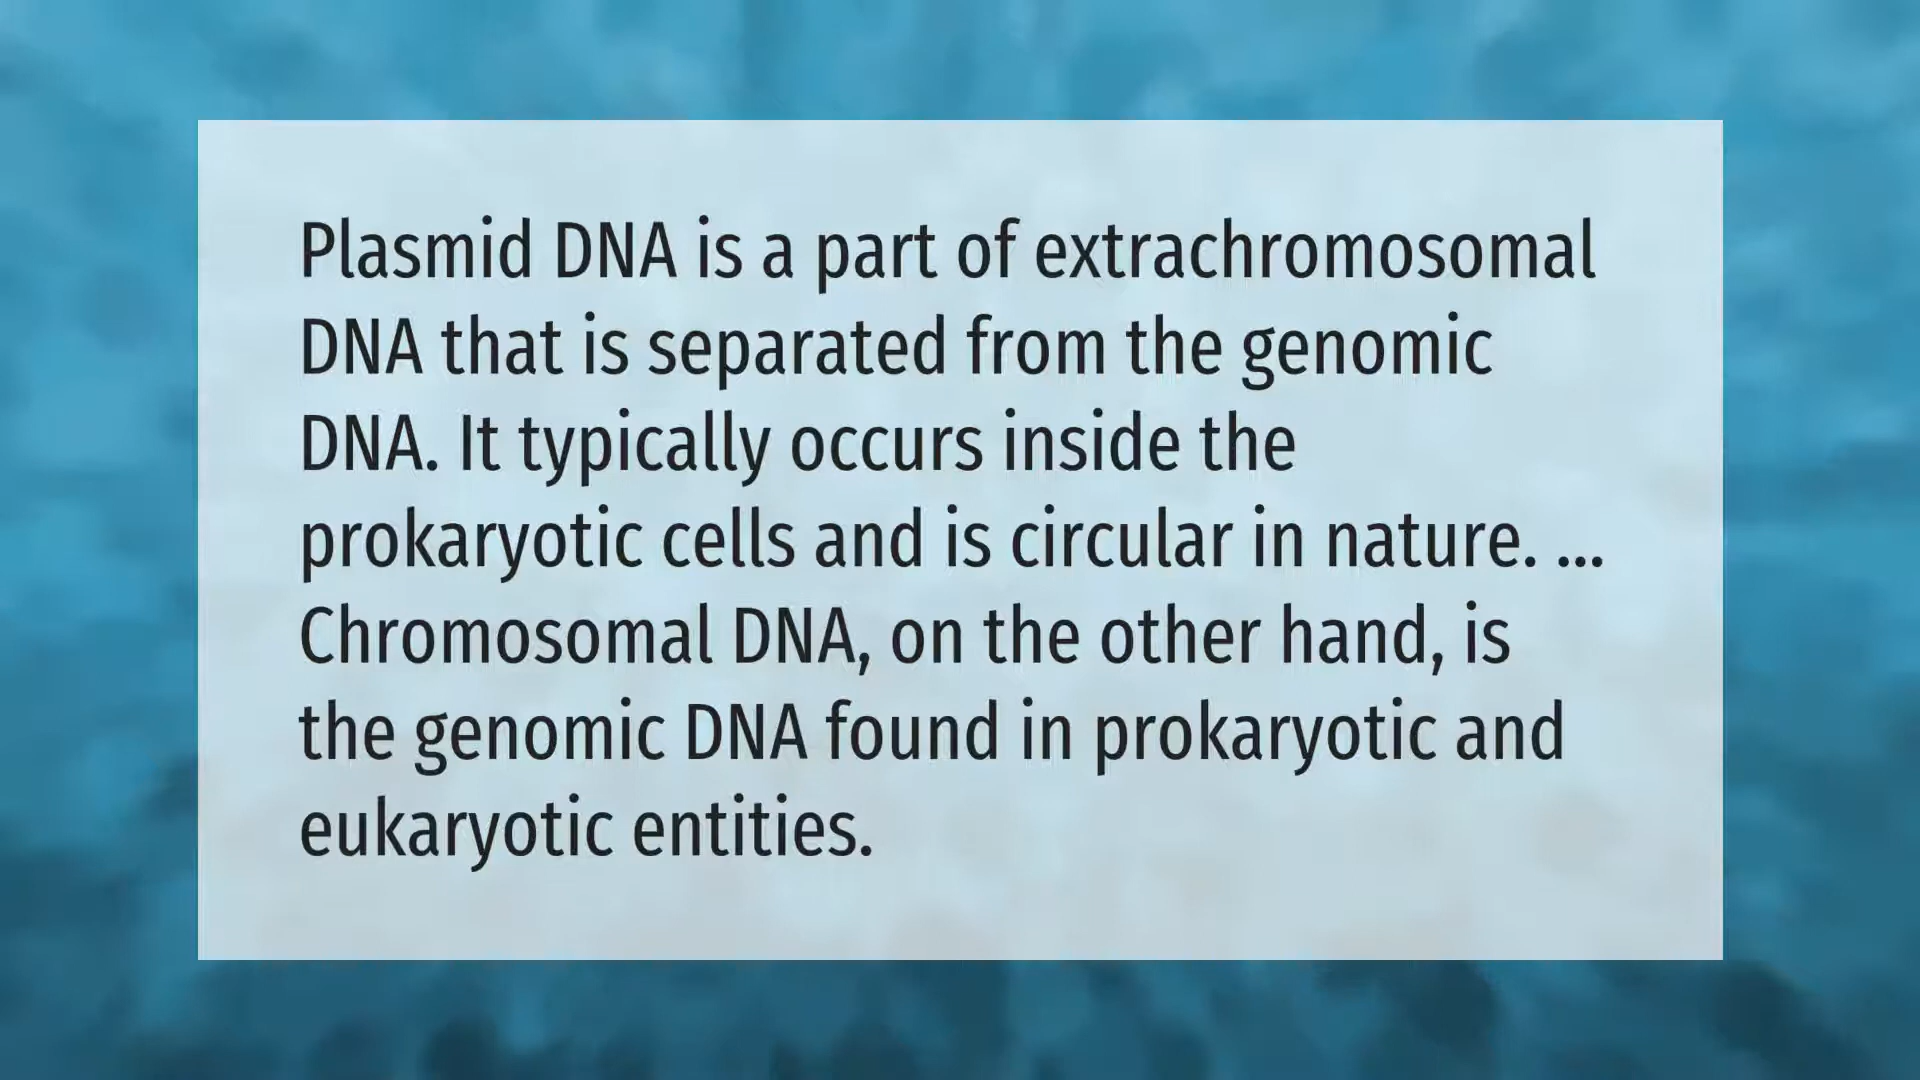 Plasmid DNA is a part of extrachromosomal
DNA that is separated from the genomic
DNA. It typically occurs inside the
prokaryotic cells and is circular in nature. ...
Chromosomal DNA, on the other hand, is
the genomic DNA found in prokaryotic and
eukaryotic entities.